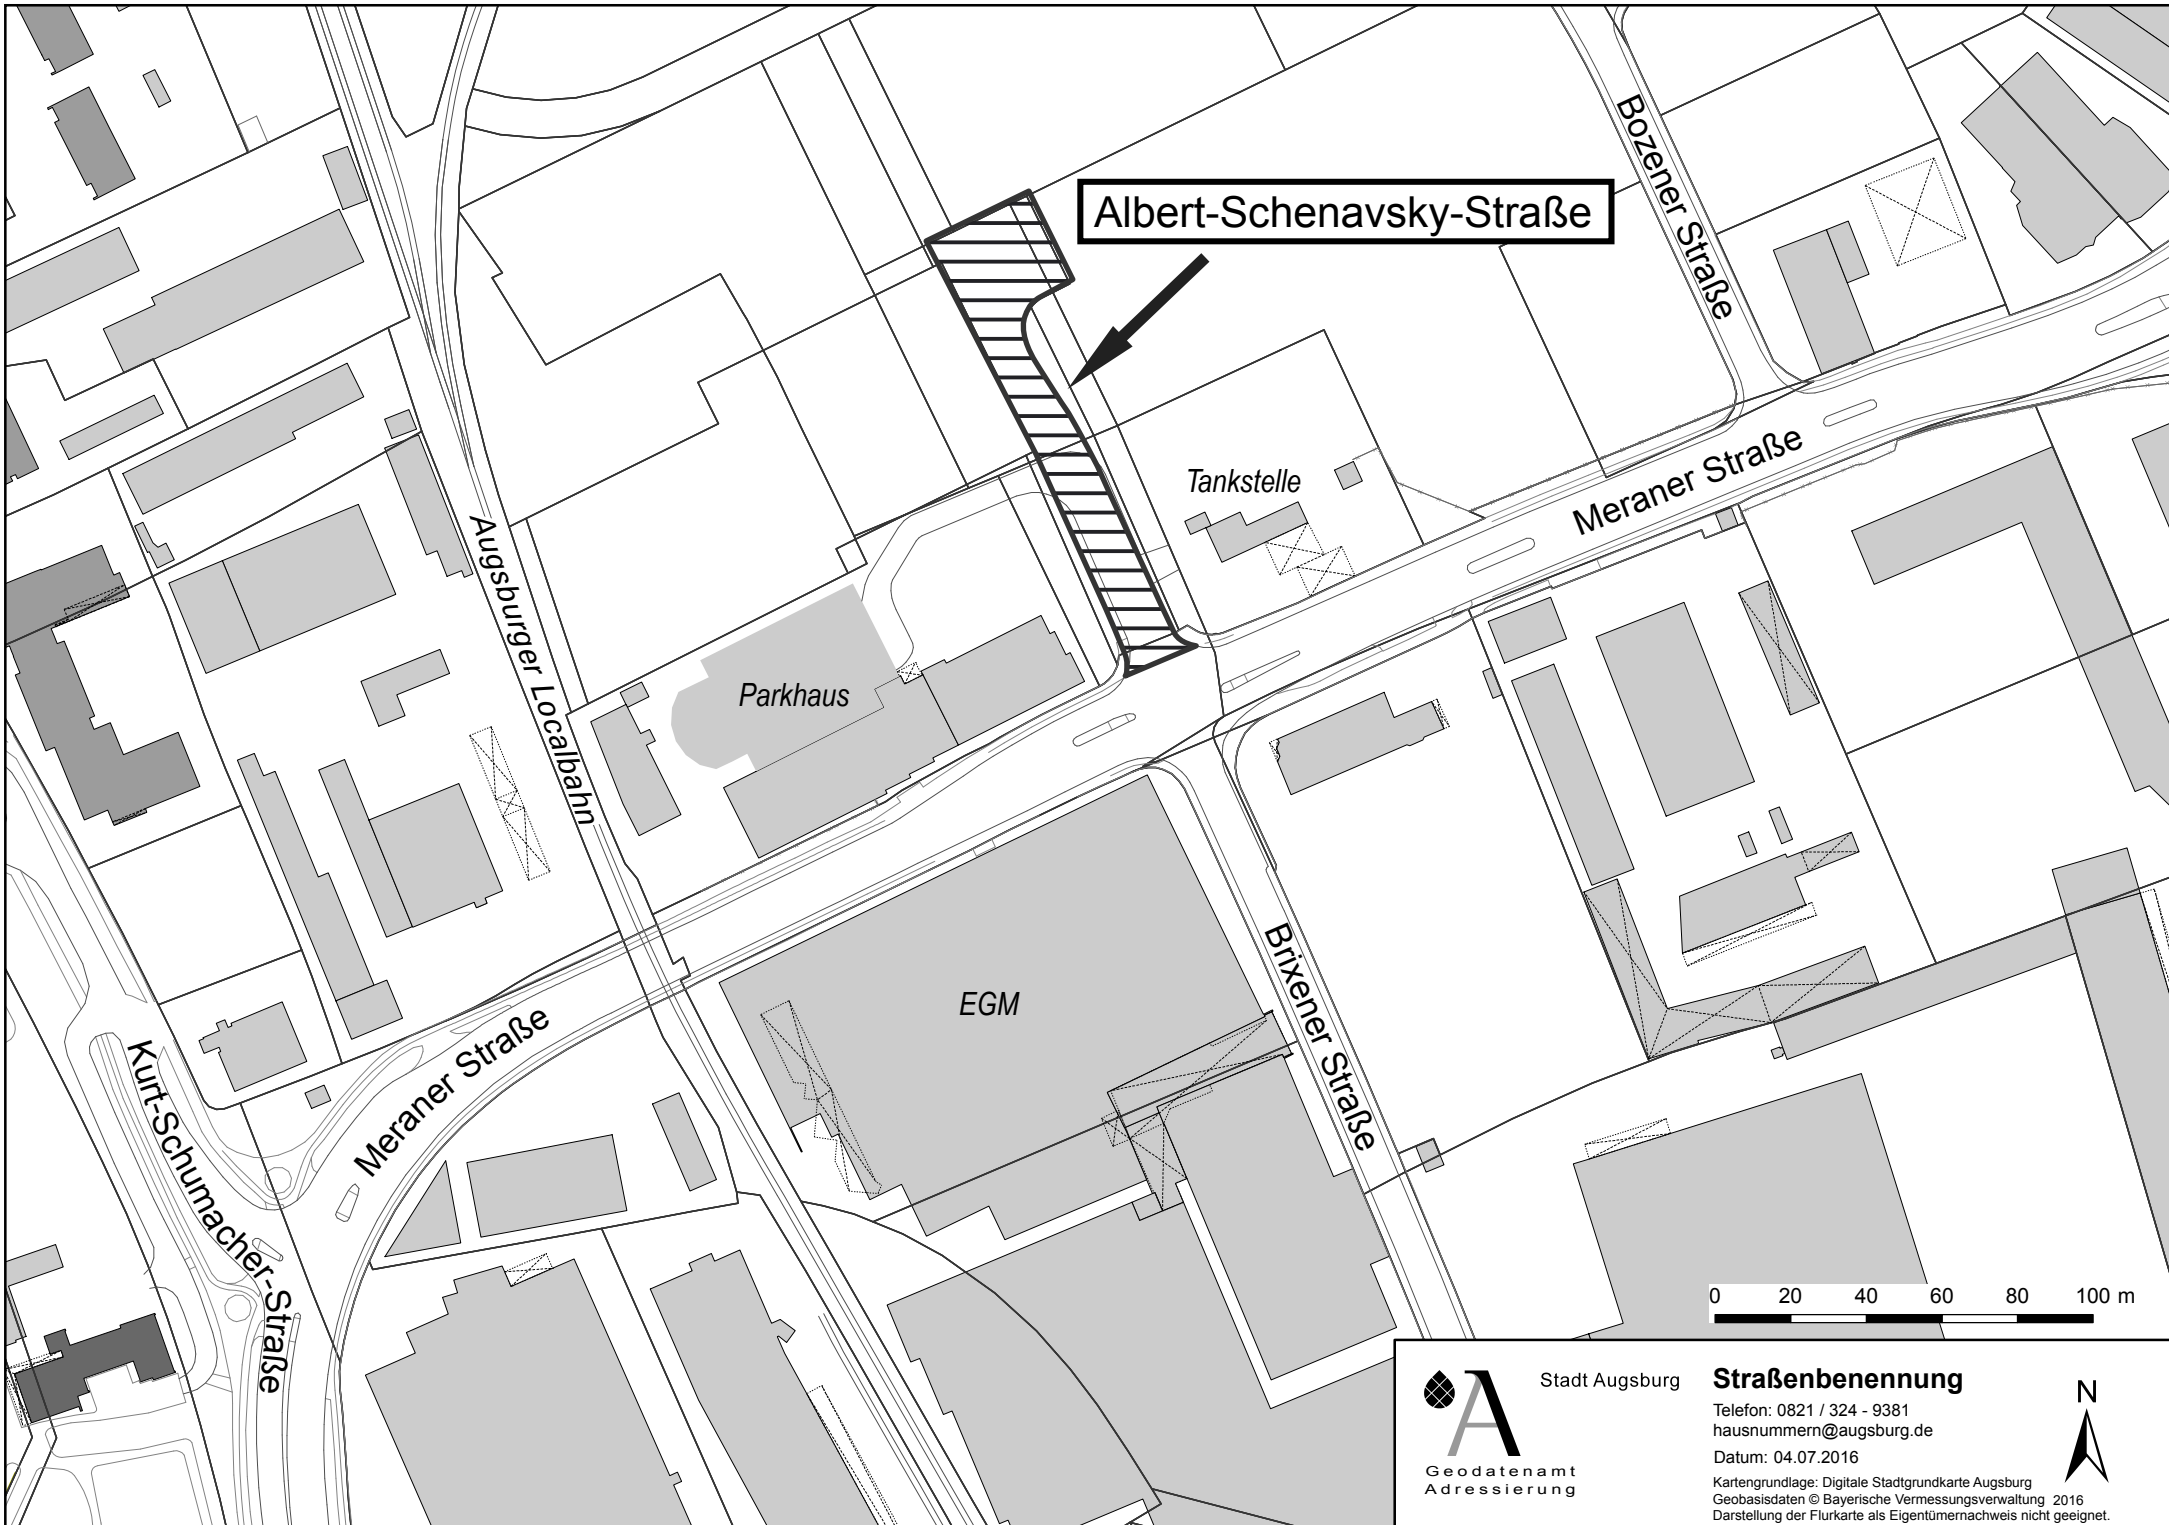 Bozener Straße
Albert-Schenavsky-Straße
Tankstelle
Meraner Straße
Augsburger Localbahn
Parkhaus
EGM
Brixener Straße
Meraner Straße
Kurt-Schumacher-Straße
0 20 40 60 80 100 m
Stadt Augsburg
A
Geodatenamt
Adressierung
Straßenbenennung
Telefon: 0821 / 324 - 9381
hausnummern@augsburg.de
Datum: 04.07.2016
Kartengrundlage: Digitale Stadtgrundkarte Augsburg
Geobasisdaten © Bayerische Vermessungsverwaltung 2016
Darstellung der Flurkarte als Eigentümernachweis nicht geeignet.
N